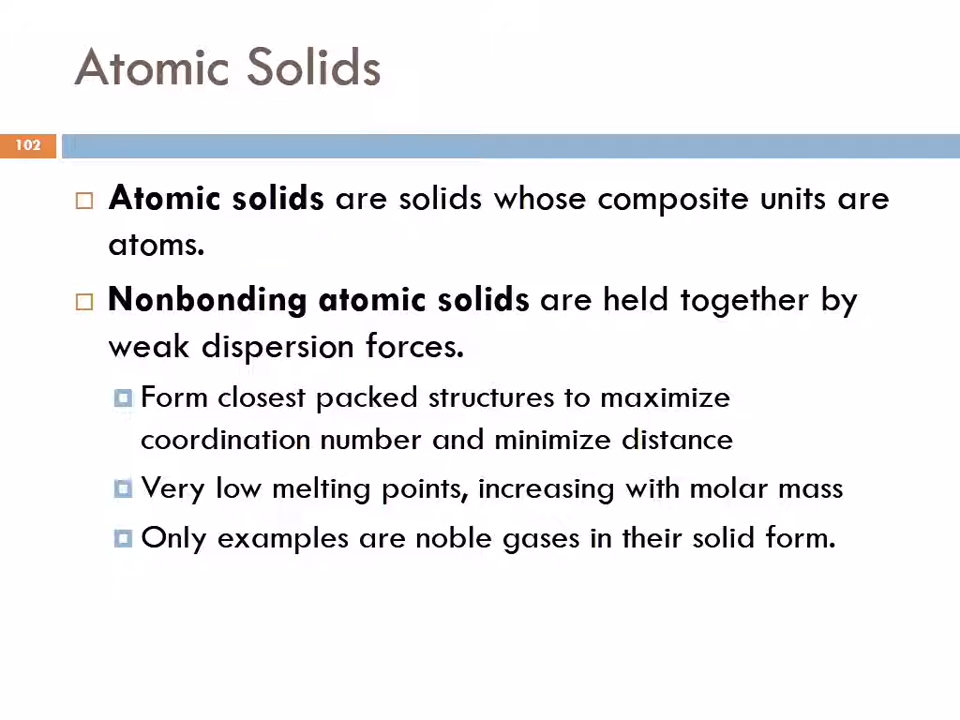 Atomic Solids
102
Atomic solids are solids whose composite units are
atoms.
Nonbonding atomic solids are held together by
weak dispersion forces.
Form closest packed structures to maximize
coordination number and minimize distance
Very low melting points, increasing with molar mass
Only examples are noble gases in their solid form.